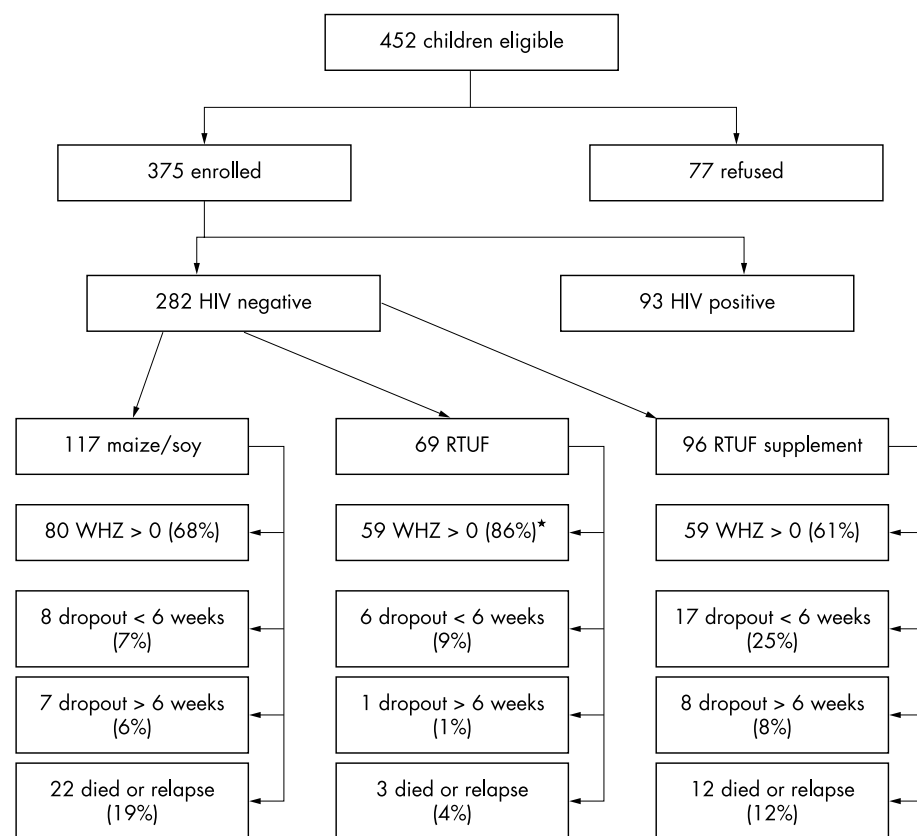 452 children eligible
375 enrolled
77 refused
282 HIV negative
93 HIV positive
117 maize/soy
69 RTUF
96 RTUF supplement
80 WHZ > 0 (68%)
59 WHZ > 0 (86%)★
59 WHZ > 0 (61%)
8 dropout < 6 weeks
(7%)
6 dropout < 6 weeks
(9%)
17 dropout < 6 weeks
(25%)
7 dropout > 6 weeks
(6%)
1 dropout > 6 weeks
(1%)
8 dropout > 6 weeks
(8%)
22 died or relapse
(19%)
3 died or relapse
(4%)
12 died or relapse
(12%)